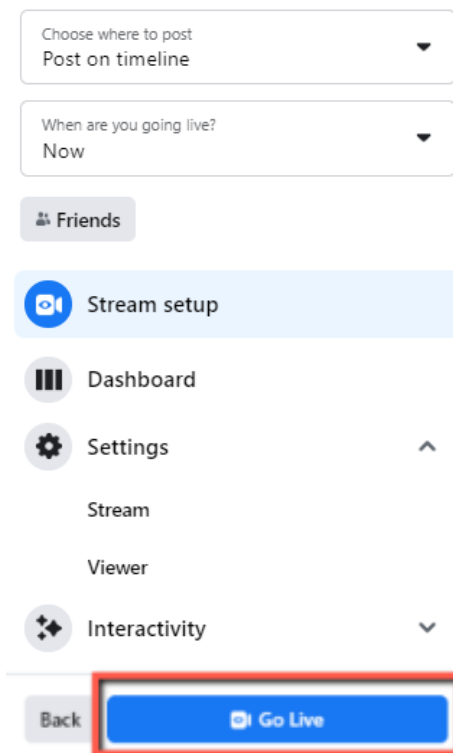 Choose where to post
Post on timeline
When are you going live?
Now
Friends
Stream setup
Dashboard
Settings
Stream
Viewer
Interactivity
Back
Go Live